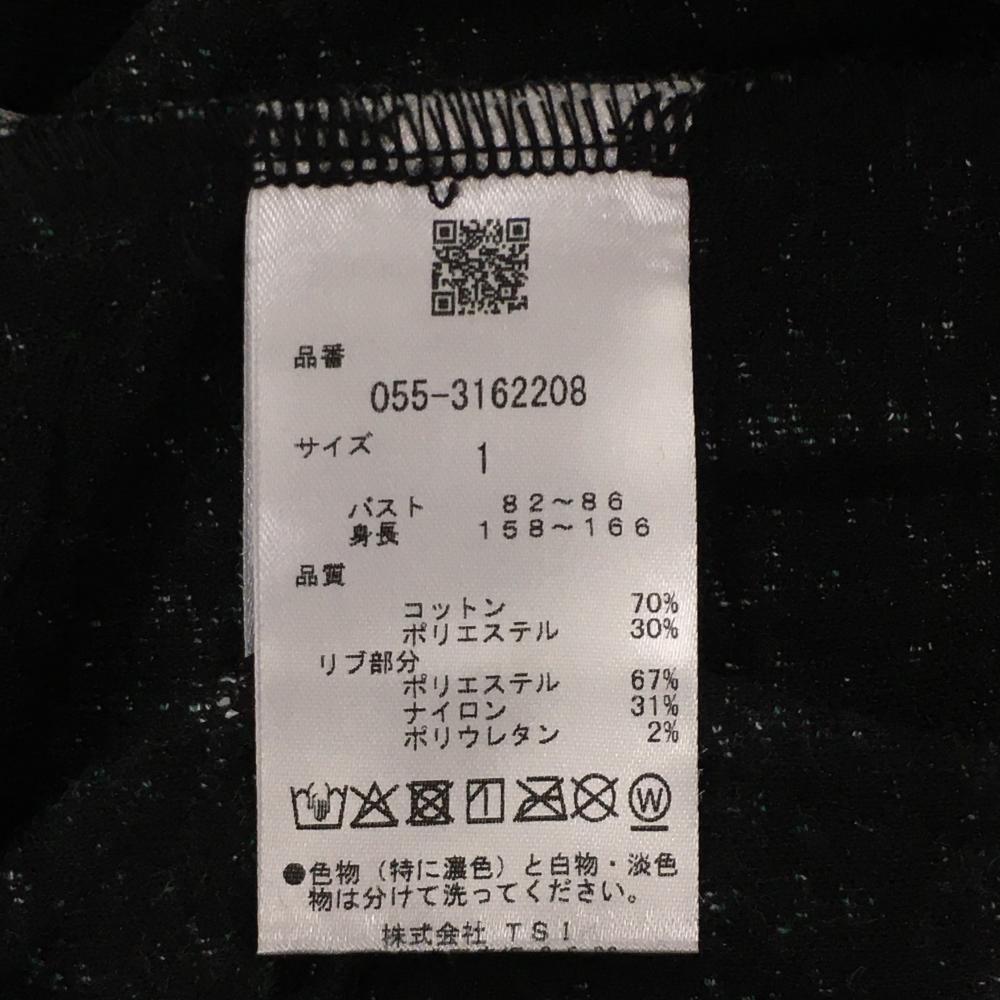 品番
055-3162208
サイズ 1
バスト 82～86
身長 158～166
品質
コットン 70%
ポリエステル 30%
リブ部分
ポリエステル 67%
ナイロン 31%
ポリウレタン 2%
W
●色物（特に濃色）と白物・淡色
物は分けて洗ってください。
株式会社 TSI